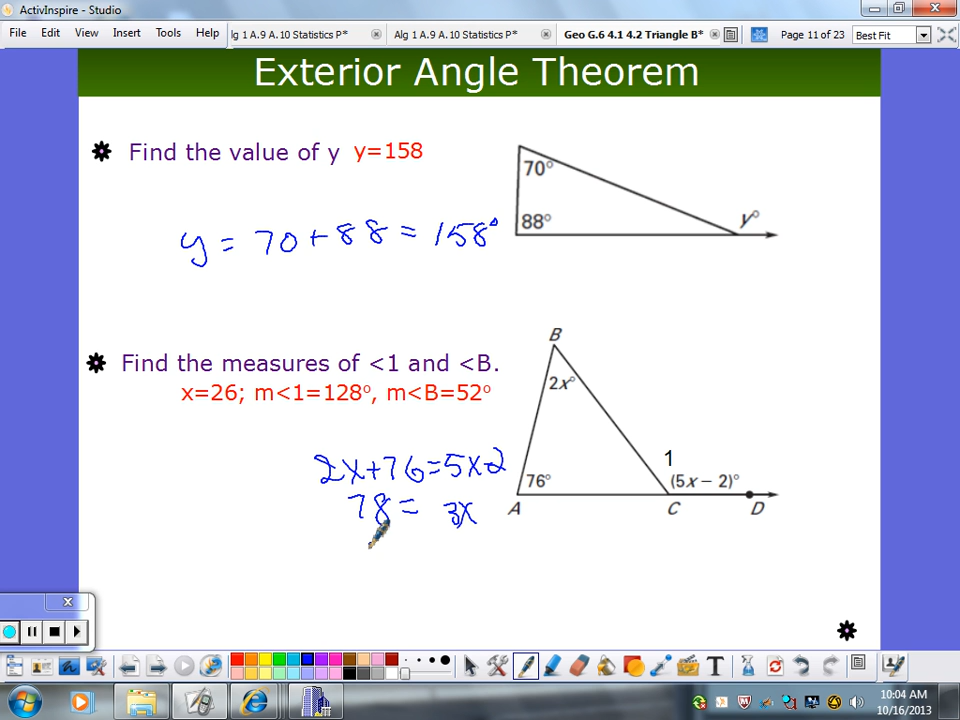 ActivInspire - Studio
File Edit View Insert Tools Help
lg 1 A.9 A.10 Statistics P*
Alg 1 A.9 A.10 Statistics P*
Geo G.6 4.1 4.2 Triangle B*
Page 11 of 23
Best Fit
Exterior Angle Theorem
Find the value of y y=158
70°
88°
y°
y = 70 + 88 = 158°
B
Find the measures of <1 and <B.
x=26; m<1=128°, m<B=52°
2x°
1
2x+76=5x-2
76°
(5x – 2)°
78 = 3x
A
C
D
T
10:04 AM
10/16/2013